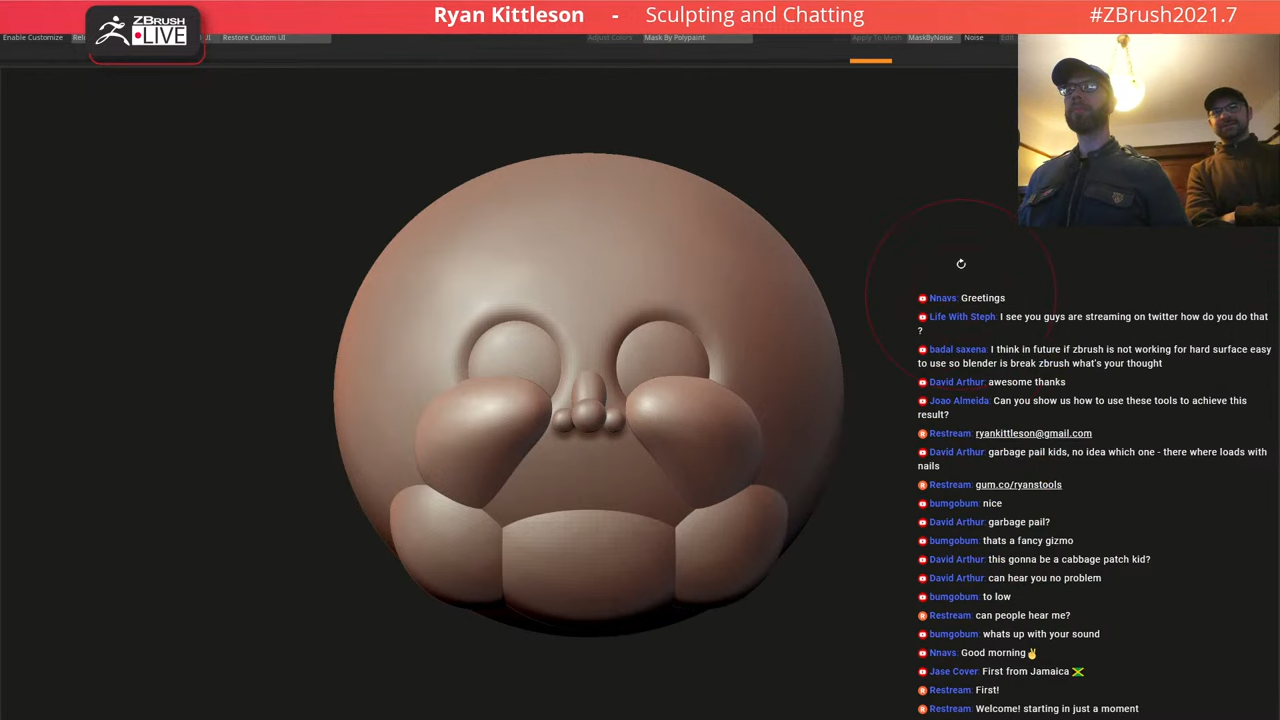 Ryan Kittleson - Sculpting and Chatting #ZBrush2021.7
ZBRUSH
LIVE
Enable Customize
Restore Custom UI
Adjust Colors
Mask By Polypaint
Apply To Mesh
MaskByNoise
Noise
Edit
Nnavs: Greetings
Life With Steph: I see you guys are streaming on twitter how do you do that
?
badal saxena: I think in future if zbrush is not working for hard surface easy
to use so blender is break zbrush what's your thought
David Arthur: awesome thanks
Joao Almeida: Can you show us how to use these tools to achieve this
result?
Restream: ryankittleson@gmail.com
David Arthur: garbage pail kids, no idea which one - there where loads with
nails
Restream: gum.co/ryanstools
bumgobum: nice
David Arthur: garbage pail?
bumgobum: thats a fancy gizmo
David Arthur: this gonna be a cabbage patch kid?
David Arthur: can hear you no problem
bumgobum: to low
Restream: can people hear me?
bumgobum: whats up with your sound
Nnavs: Good morning✌️
Jase Cover: First from Jamaica 🇯🇲
Restream: First!
Restream: Welcome! starting in just a moment